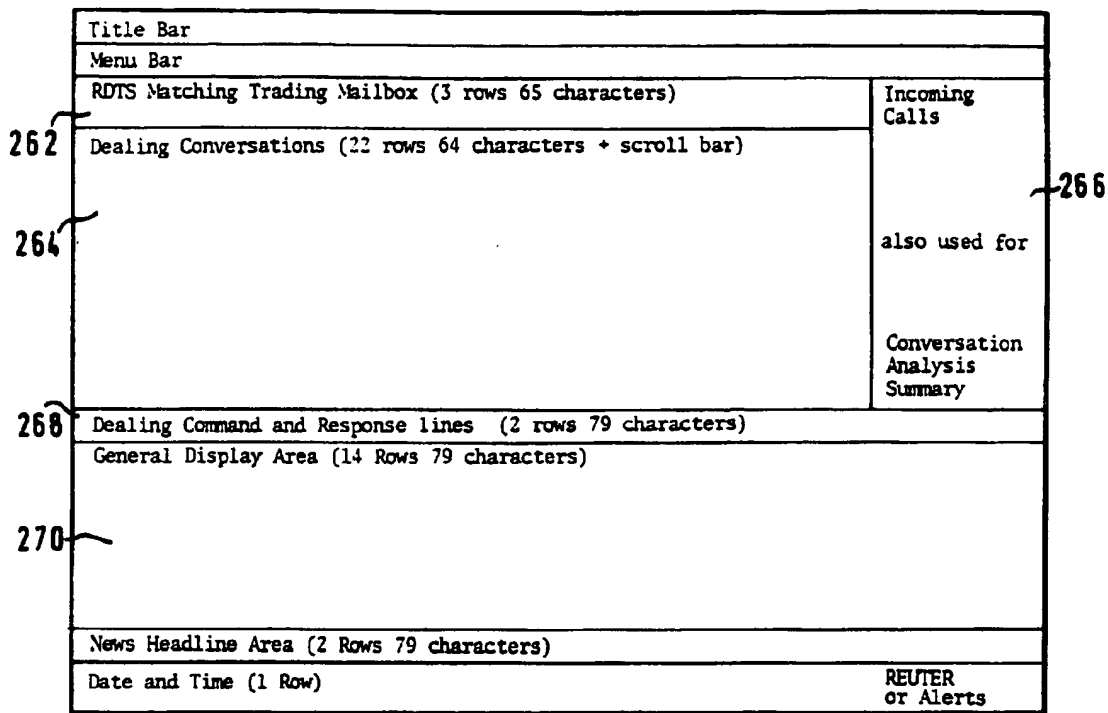 Title Bar
Menu Bar
RDTS Matching Trading Mailbox (3 rows 65 characters)
Incoming
Calls
262
Dealing Conversations (22 rows 64 characters + scroll bar)
266
264
also used for
Conversation
Analysis
Summary
268
Dealing Command and Response lines (2 rows 79 characters)
General Display Area (14 Rows 79 characters)
270
News Headline Area (2 Rows 79 characters)
Date and Time (1 Row)
REUTER
or Alerts